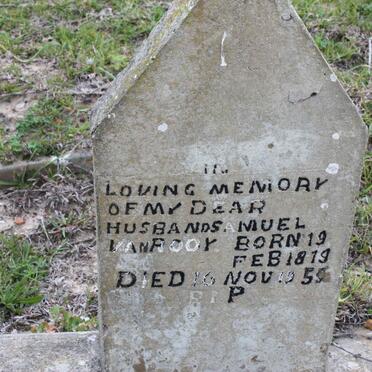 IN
LOVING MEMORY
OF MY DEAR
HUSBAND SAMUEL
VAN ROOY BORN 19
FEB 1819
DIED 16 NOV 1955
P